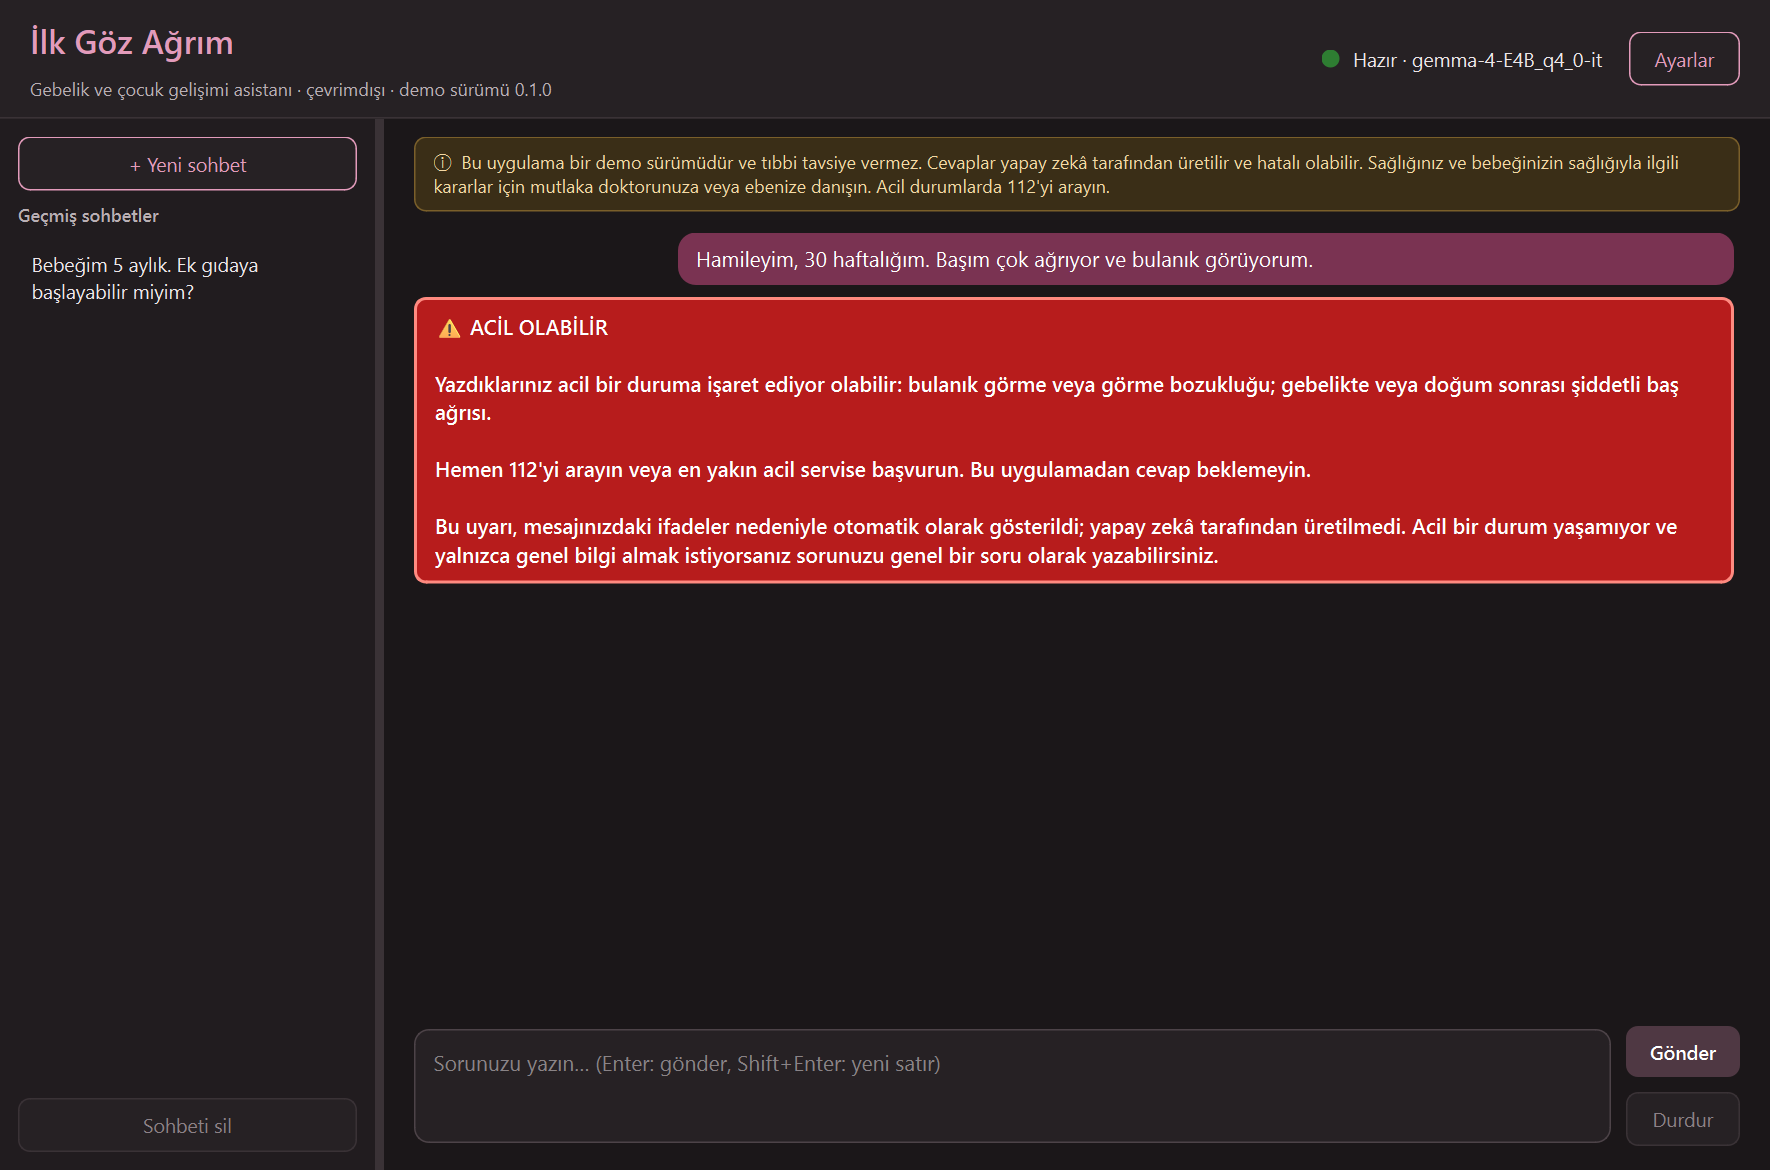 İlk Göz Ağrım
Gebelik ve çocuk gelişimi asistanı · çevrimdışı · demo sürümü 0.1.0
Hazır · gemma-4-E4B_q4_0-it
Ayarlar
+ Yeni sohbet
Geçmiş sohbetler
Bebeğim 5 aylık. Ek gıdaya
başlayabilir miyim?
Sohbeti sil
ⓘ Bu uygulama bir demo sürümüdür ve tıbbi tavsiye vermez. Cevaplar yapay zekâ tarafından üretilir ve hatalı olabilir. Sağlığınız ve bebeğinizin sağlığıyla ilgili
kararlar için mutlaka doktorunuza veya ebenize danışın. Acil durumlarda 112'yi arayın.
Hamileyim, 30 haftalığım. Başım çok ağrıyor ve bulanık görüyorum.
⚠️ ACİL OLABİLİR
Yazdıklarınız acil bir duruma işaret ediyor olabilir: bulanık görme veya görme bozukluğu; gebelikte veya doğum sonrası şiddetli baş
ağrısı.
Hemen 112'yi arayın veya en yakın acil servise başvurun. Bu uygulamadan cevap beklemeyin.
Bu uyarı, mesajınızdaki ifadeler nedeniyle otomatik olarak gösterildi; yapay zekâ tarafından üretilmedi. Acil bir durum yaşamıyor ve
yalnızca genel bilgi almak istiyorsanız sorunuzu genel bir soru olarak yazabilirsiniz.
Sorunuzu yazın... (Enter: gönder, Shift+Enter: yeni satır)
Gönder
Durdur